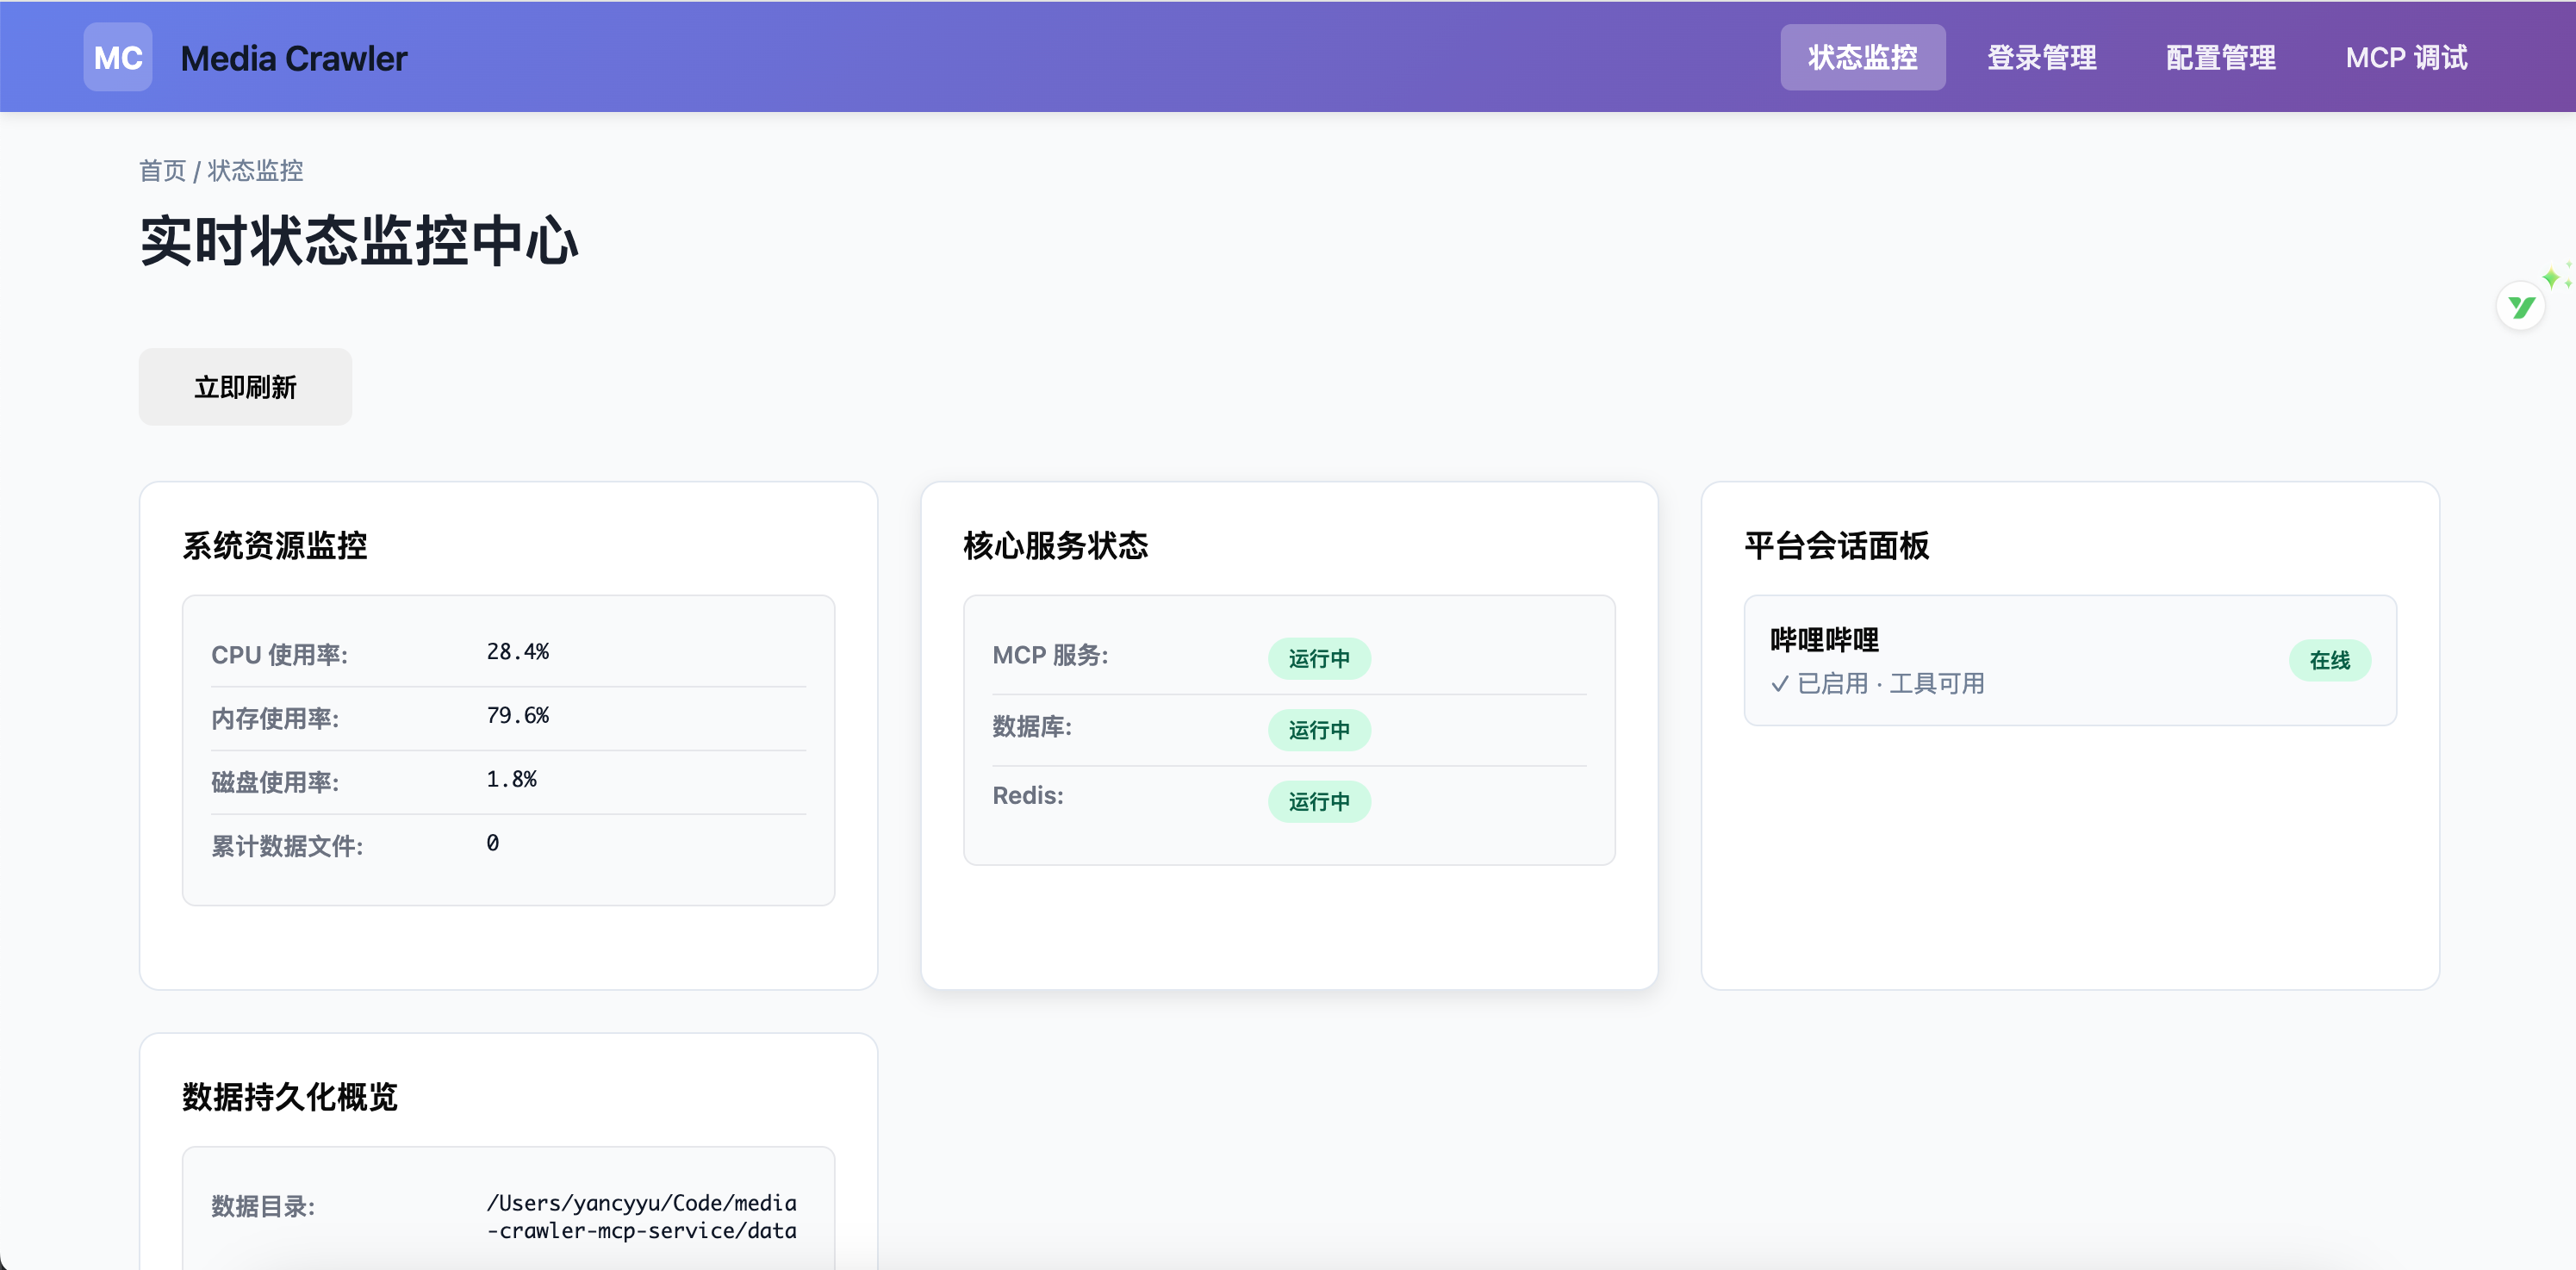 MC
Media Crawler
状态监控
登录管理
配置管理
MCP 调试
首页 / 状态监控
实时状态监控中心
立即刷新
系统资源监控
CPU 使用率: 28.4%
内存使用率: 79.6%
磁盘使用率: 1.8%
累计数据文件: 0
核心服务状态
MCP 服务: 运行中
数据库: 运行中
Redis: 运行中
平台会话面板
哔哩哔哩
✓ 已启用 · 工具可用
在线
数据持久化概览
数据目录: /Users/yancyyu/Code/media
-crawler-mcp-service/data